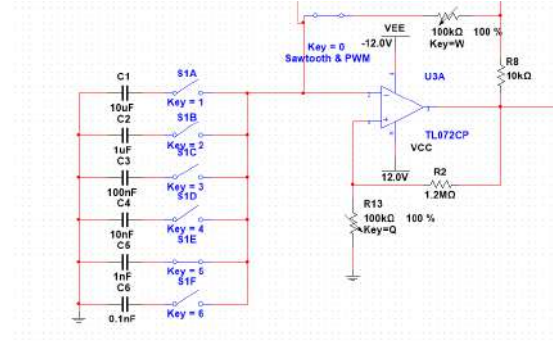 VEE
-12.0V
100kΩ 100 %
Key=W
Key = 0
Sawtooth & PWM
R8
10kΩ
U3A
TL072CP
VCC
12.0V
R2
1.2MΩ
R13
100kΩ 100 %
Key=Q
C1
10uF
S1A
Key = 1
C2
1uF
S1B
Key = 2
C3
100nF
S1C
Key = 3
C4
10nF
S1D
Key = 4
C5
1nF
S1E
Key = 5
C6
0.1nF
S1F
Key = 6